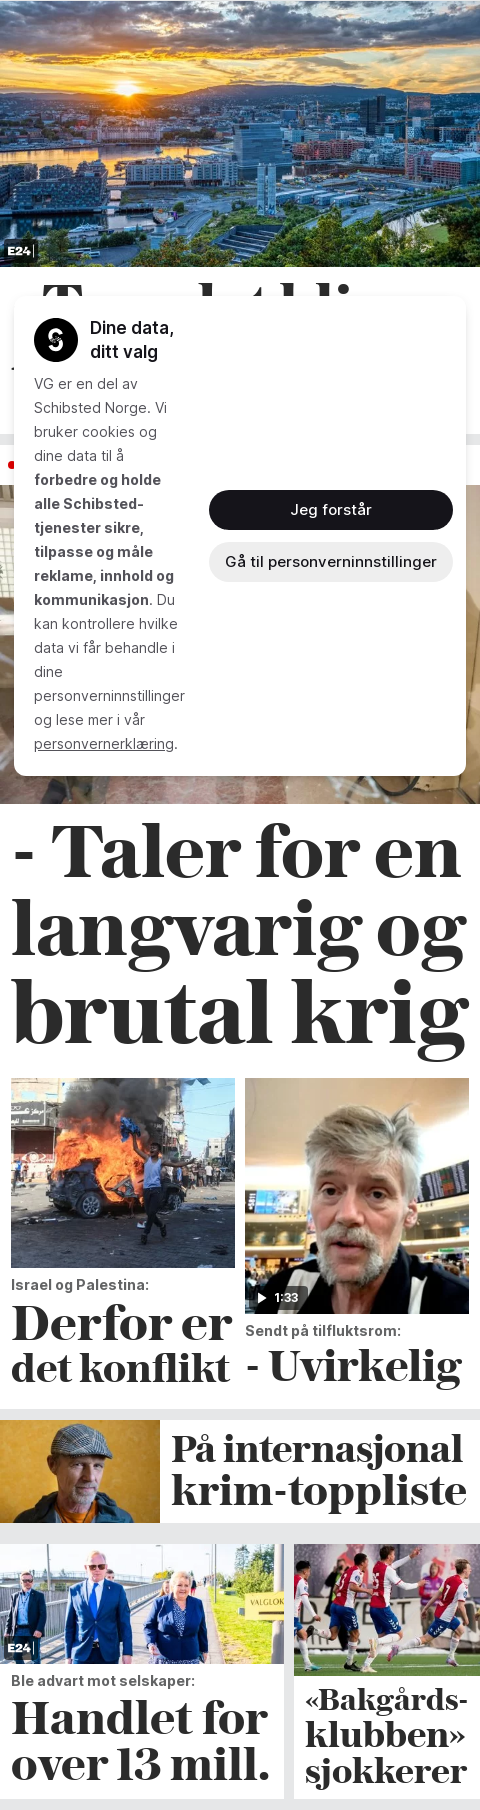 E24
Dine data,
ditt valg
VG er en del av
Schibsted Norge. Vi
bruker cookies og
dine data til å
forbedre og holde
alle Schibsted-
tjenester sikre,
tilpasse og måle
reklame, innhold og
kommunikasjon. Du
kan kontrollere hvilke
data vi får behandle i
dine
personverninnstillinger
og lese mer i vår
personvernerklæring.
Jeg forstår
Gå til personverninnstillinger
- Taler for en
langvarig og
brutal krig
Israel og Palestina:
Derfor er
det konflikt
1:33
Sendt på tilfluktsrom:
- Uvirkelig
På internasjonal
krim-toppliste
VALGLOK
E24
Ble advart mot selskaper:
Handlet for
over 13 mill.
«Bakgårds-
klubben»
sjokkerer